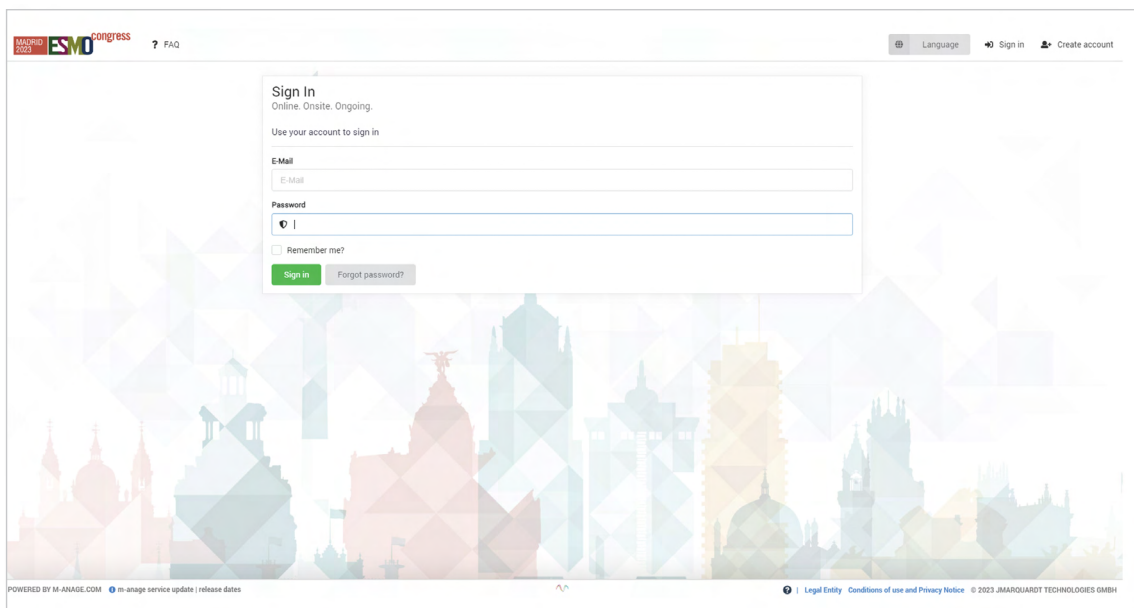 MADRID 2023 ESMO congress
? FAQ
Language
Sign in
Create account
Sign In
Online. Onsite. Ongoing.
Use your account to sign in
E-Mail
E-Mail
Password
Remember me?
Sign in
Forgot password?
POWERED BY M-ANAGE.COM
m-anage service update | release dates
| Legal Entity Conditions of use and Privacy Notice © 2023 JMARQUARDT TECHNOLOGIES GMBH